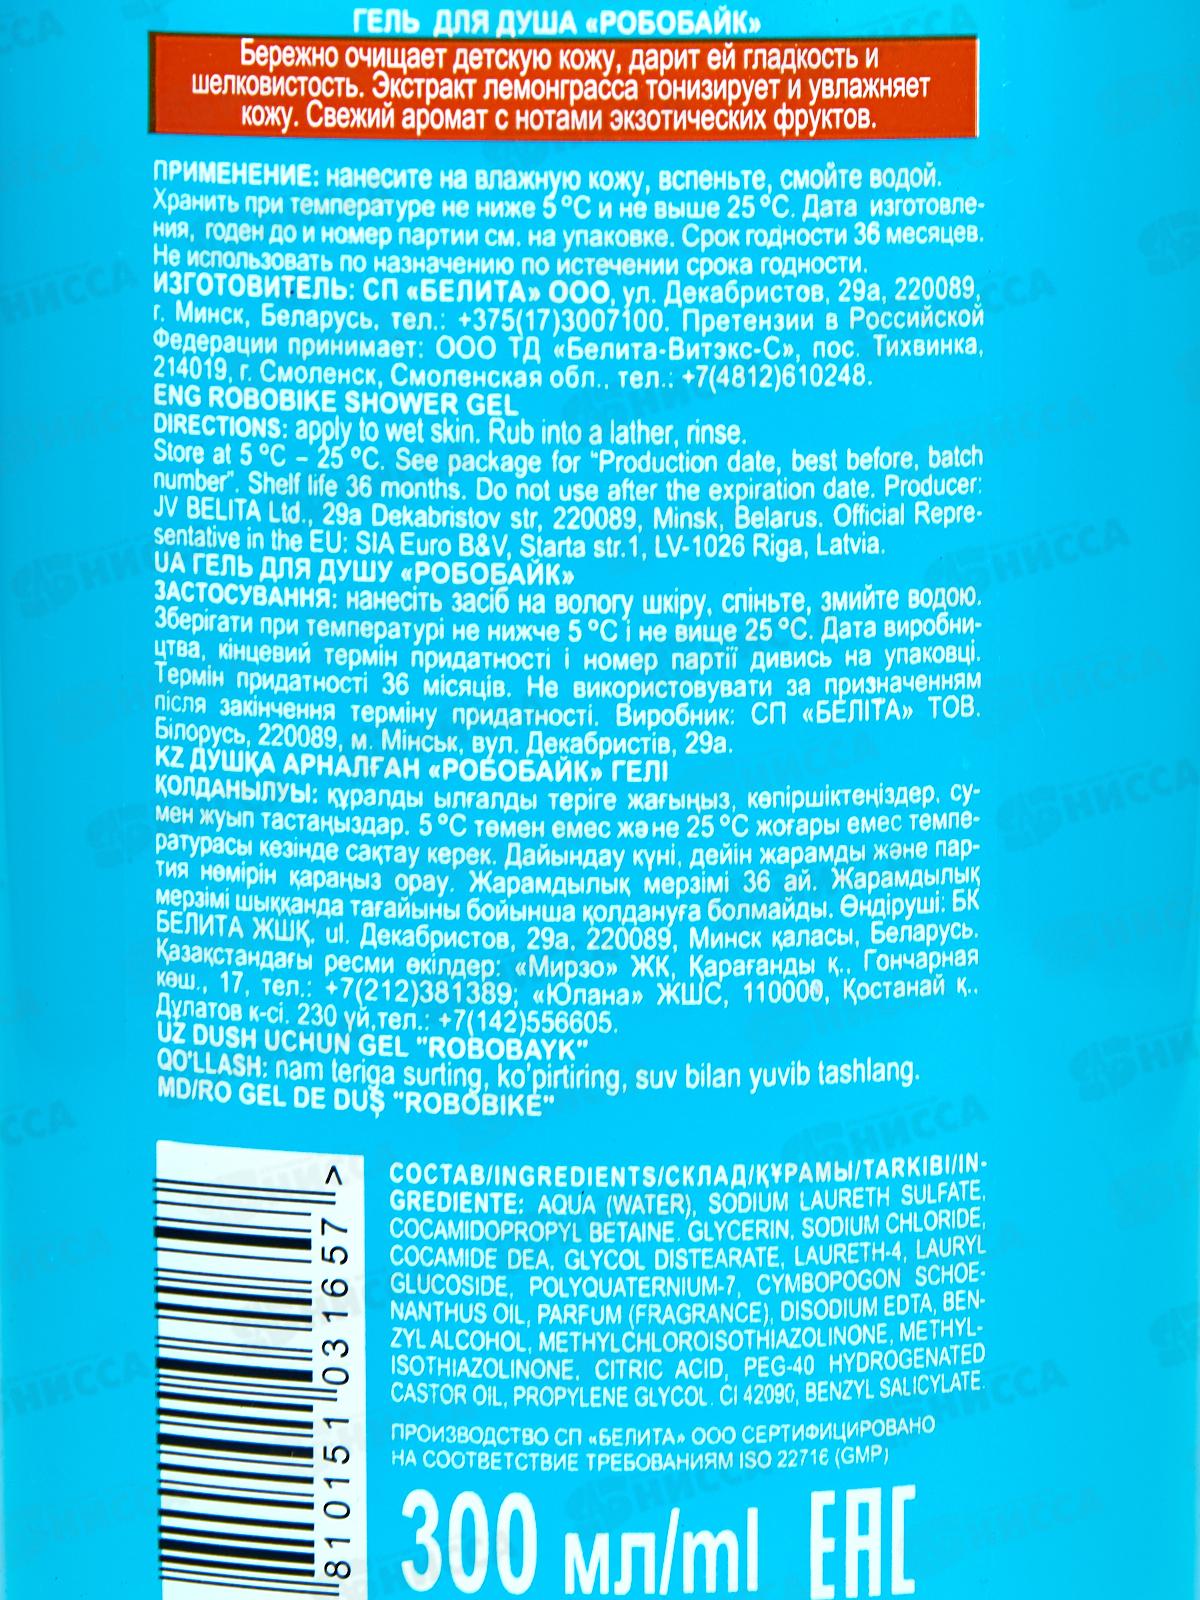 ГЕЛЬ ДЛЯ ДУША «РОБОБАЙК»
Бережно очищает детскую кожу, дарит ей гладкость и
шелковистость. Экстракт лемонграсса тонизирует и увлажняет
кожу. Свежий аромат с нотами экзотических фруктов.
ПРИМЕНЕНИЕ: нанесите на влажную кожу, вспеньте, смойте водой.
Хранить при температуре не ниже 5 °C и не выше 25 °C. Дата изготовле-
ния, годен до и номер партии см. на упаковке. Срок годности 36 месяцев.
Не использовать по назначению по истечении срока годности.
ИЗГОТОВИТЕЛЬ: СП «БЕЛИТА» ООО, ул. Декабристов, 29а, 220089,
г. Минск, Беларусь, тел.: +375(17)3007100. Претензии в Российской
Федерации принимает: ООО ТД «Белита-Витэкс-С», пос. Тихвинка,
214019, г. Смоленск, Смоленская обл., тел.: +7(4812)610248.
ENG ROBOBIKE SHOWER GEL
DIRECTIONS: apply to wet skin. Rub into a lather, rinse.
Store at 5 °C – 25 °C. See package for “Production date, best before, batch
number”. Shelf life 36 months. Do not use after the expiration date. Producer:
JV BELITA Ltd., 29a Dekabristov str, 220089, Minsk, Belarus. Official Repre-
sentative in the EU: SIA Euro B&V, Starta str.1, LV-1026 Riga, Latvia.
UA ГЕЛЬ ДЛЯ ДУШУ «РОБОБАЙК»
ЗАСТОСУВАННЯ: нанесіть засіб на вологу шкіру, спіньте, змийте водою.
Зберігати при температурі не нижче 5 °C і не вище 25 °C. Дата виробни-
цтва, кінцевий термін придатності і номер партії дивись на упаковці.
Термін придатності 36 місяців. Не використовувати за призначенням
після закінчення терміну придатності. Виробник: СП «БЕЛІТА» ТОВ.
Білорусь, 220089, м. Мінськ, вул. Декабристів, 29а.
KZ ДУШҚА АРНАЛҒАН «РОБОБАЙК» ГЕЛІ
ҚОЛДАНЫЛУЫ: құралды ылғалды теріге жағыңыз, көпіршіктеңіздер, су-
мен жуып тастаңыздар. 5 °C төмен емес және 25 °C жоғары емес темпе-
ратурасы кезінде сақтау керек. Дайындау күні, дейін жарамды және пар-
тия нөмірін қараңыз орау. Жарамдылық мерзімі 36 ай. Жарамдылық
мерзімі шыққанда тағайыны бойынша қолдануға болмайды. Өндіруші: БК
БЕЛИТА ЖШҚ, ul. Декабристов, 29а, 220089, Минск қаласы, Беларусь.
Қазақстандағы ресми өкілдер: «Мирзо» ЖК, Қарағанды қ., Гончарная
көш., 17, тел.: +7(212)381389; «Юлана» ЖШС, 110000, Қостанай қ.,
Дулатов к-сі. 230 үй,тел.: +7(142)556605.
UZ DUSH UCHUN GEL "ROBOBAYK"
QO'LLASH: nam teriga surting, ko'pirtiring, suv bilan yuvib tashlang.
MD/RO GEL DE DUȘ "ROBOBIKE"
СОСТАВ/INGREDIENTS/СКЛАД/ҚҰРАМЫ/TARKIBI/IN-
GREDIENTE: AQUA (WATER), SODIUM LAURETH SULFATE,
COCAMIDOPROPYL BETAINE, GLYCERIN, SODIUM CHLORIDE,
COCAMIDE DEA, GLYCOL DISTEARATE, LAURETH-4, LAURYL
GLUCOSIDE, POLYQUATERNIUM-7, CYMBOPOGON SCHOE-
NANTHUS OIL, PARFUM (FRAGRANCE), DISODIUM EDTA, BEN-
ZYL ALCOHOL, METHYLCHLOROISOTHIAZOLINONE, METHYL-
ISOTHIAZOLINONE, CITRIC ACID, PEG-40 HYDROGENATED
CASTOR OIL, PROPYLENE GLYCOL, CI 42090, BENZYL SALICYLATE.
ПРОИЗВОДСТВО СП «БЕЛИТА» ООО СЕРТИФИЦИРОВАНО
НА СООТВЕТСТВИЕ ТРЕБОВАНИЯМ ISO 22716 (GMP)
810151 031657 >
300 мл/ml EAC
НИССА